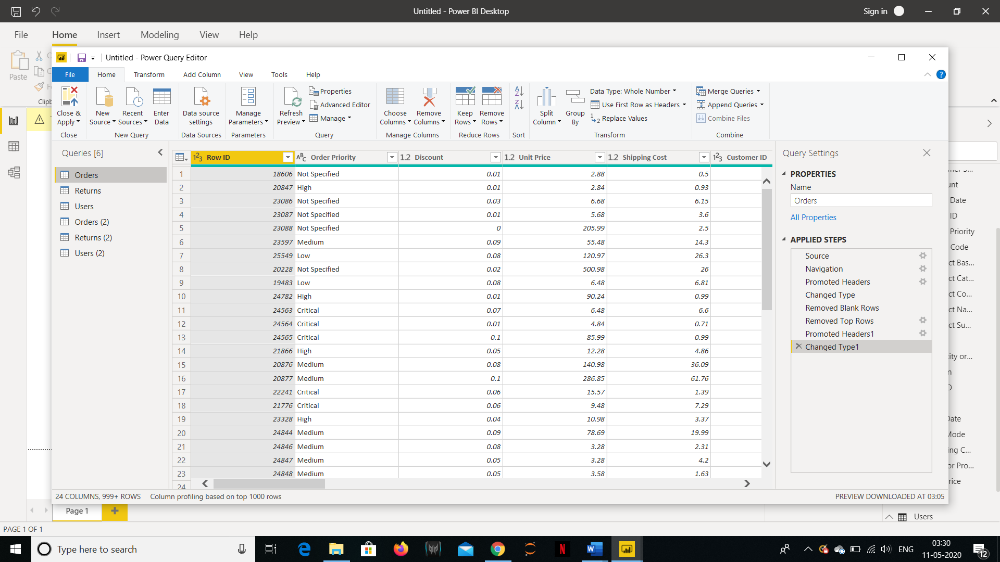 Untitled - Power BI Desktop
Sign in
File Home Insert Modeling View Help
Paste
Untitled - Power Query Editor
File Home Transform Add Column View Tools Help
Close & Apply
New Source
Recent Sources
Enter Data
Data source settings
Manage Parameters
Refresh Preview
Properties
Advanced Editor
Manage
Choose Columns
Remove Columns
Keep Rows
Remove Rows
Split Column
Group By
Data Type: Whole Number
Use First Row as Headers
Replace Values
Merge Queries
Append Queries
Combine Files
Close New Query Data Sources Parameters Query Manage Columns Reduce Rows Sort Transform Combine
Queries [6]
Orders
Returns
Users
Orders (2)
Returns (2)
Users (2)
Row ID Order Priority Discount Unit Price Shipping Cost Customer ID
1 18606 Not Specified 0.01 2.88 0.5
2 20847 High 0.01 2.84 0.93
3 23086 Not Specified 0.03 6.68 6.15
4 23087 Not Specified 0.01 5.68 3.6
5 23088 Not Specified 0 205.99 2.5
6 23597 Medium 0.09 55.48 14.3
7 25549 Low 0.08 120.97 26.3
8 20228 Not Specified 0.02 500.98 26
9 19483 Low 0.08 6.48 6.81
10 24782 High 0.01 90.24 0.99
11 24563 Critical 0.07 6.48 6.6
12 24564 Critical 0.01 4.84 0.71
13 24565 Critical 0.1 85.99 0.99
14 21866 High 0.05 12.28 4.86
15 20876 Medium 0.08 140.98 36.09
16 20877 Medium 0.1 286.85 61.76
17 22241 Critical 0.06 15.57 1.39
18 21776 Critical 0.06 9.48 7.29
19 23328 High 0.04 10.98 3.37
20 24844 Medium 0.09 78.69 19.99
21 24846 Medium 0.08 3.28 2.31
22 24847 Medium 0.05 3.28 4.2
23 24848 Medium 0.05 3.58 1.63
24
Query Settings
PROPERTIES
Name
Orders
All Properties
APPLIED STEPS
Source
Navigation
Promoted Headers
Changed Type
Removed Blank Rows
Removed Top Rows
Promoted Headers1
Changed Type1
Date
ID
Priority
Code
ct Bas...
ct Cat...
ct Co...
ct Na...
ct Su...
ity or...
Date
Mode
ing C...
or Pro...
rice
24 COLUMNS, 999+ ROWS Column profiling based on top 1000 rows
PREVIEW DOWNLOADED AT 03:05
Page 1
Users
PAGE 1 OF 1
Type here to search
ENG
03:30
11-05-2020
12